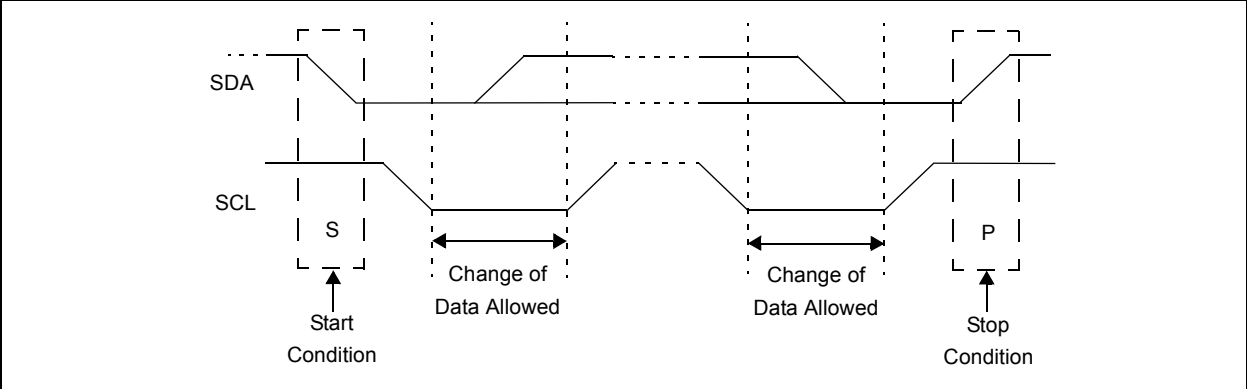 SDA
SCL
S
P
Change of
Data Allowed
Change of
Data Allowed
Start
Condition
Stop
Condition